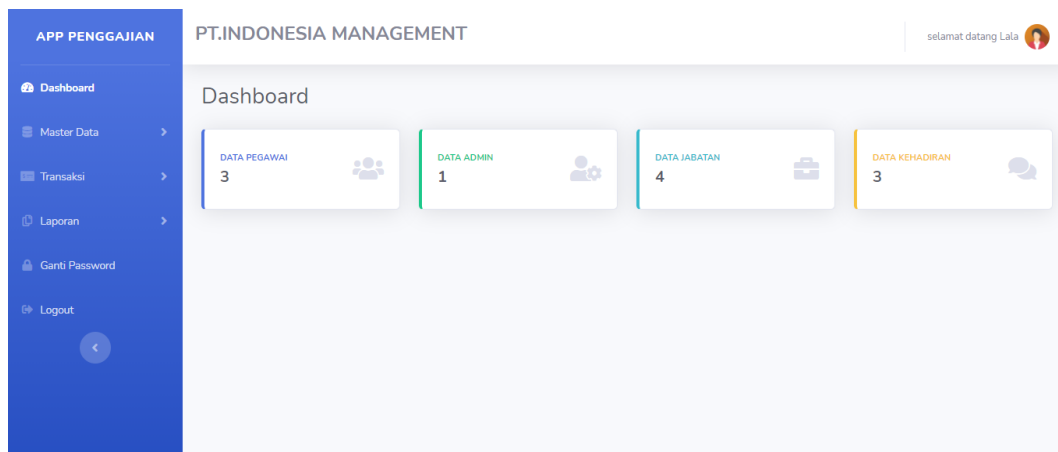 APP PENGGAJIAN
PT.INDONESIA MANAGEMENT
selamat datang Lala
Dashboard
Master Data
Transaksi
Laporan
Ganti Password
Logout
Dashboard
DATA PEGAWAI
3
DATA ADMIN
1
DATA JABATAN
4
DATA KEHADIRAN
3